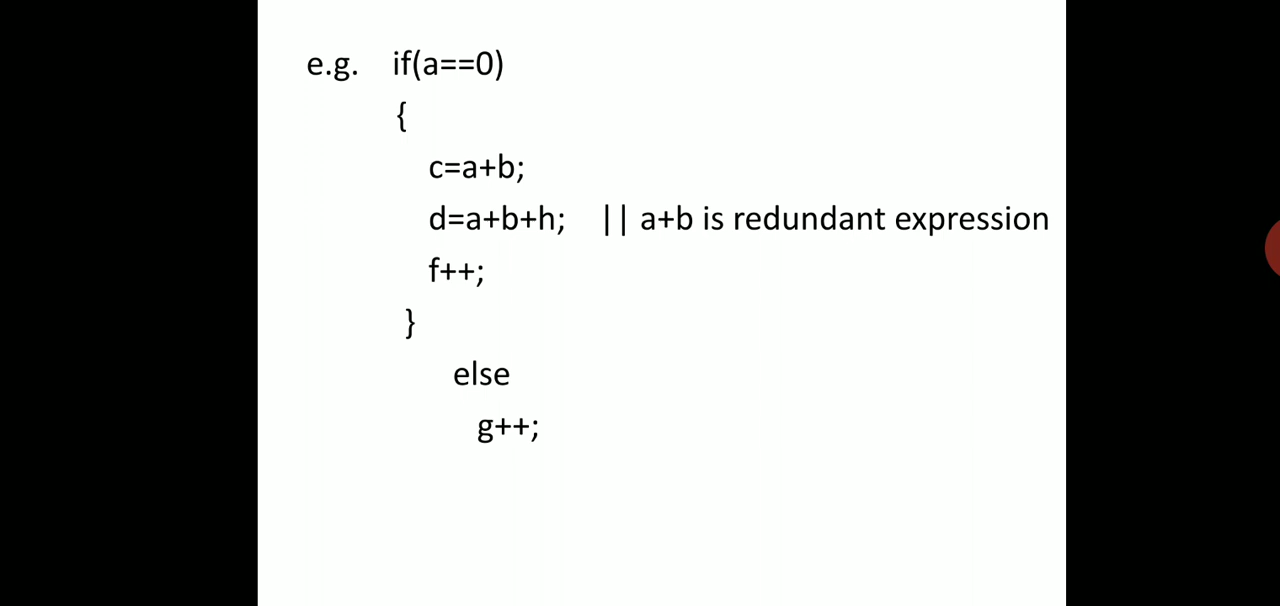 e.g. if(a==0)
{
c=a+b;
d=a+b+h; || a+b is redundant expression
f++;
}
else
g++;